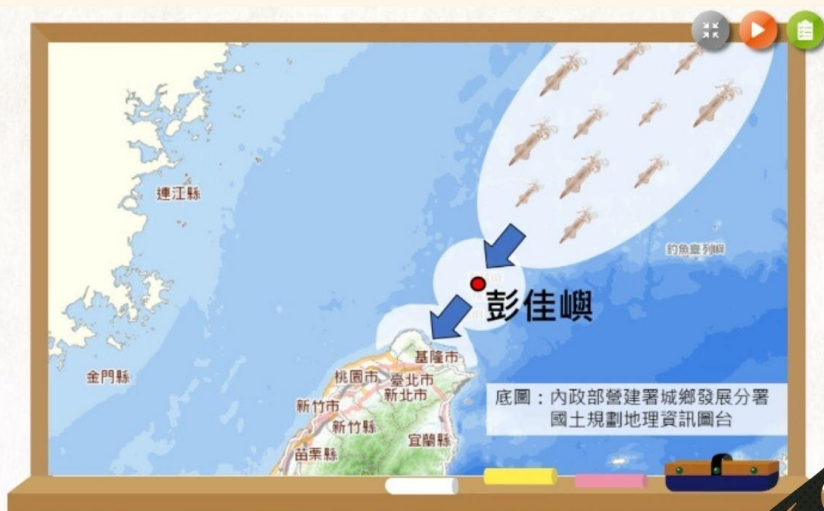 連江縣
釣魚臺列嶼
彭佳嶼
基隆市
金門縣
桃園市
臺北市
新北市
新竹市
新竹縣
宜蘭縣
苗栗縣
底圖：內政部營建署城鄉發展分署
國土規劃地理資訊圖台